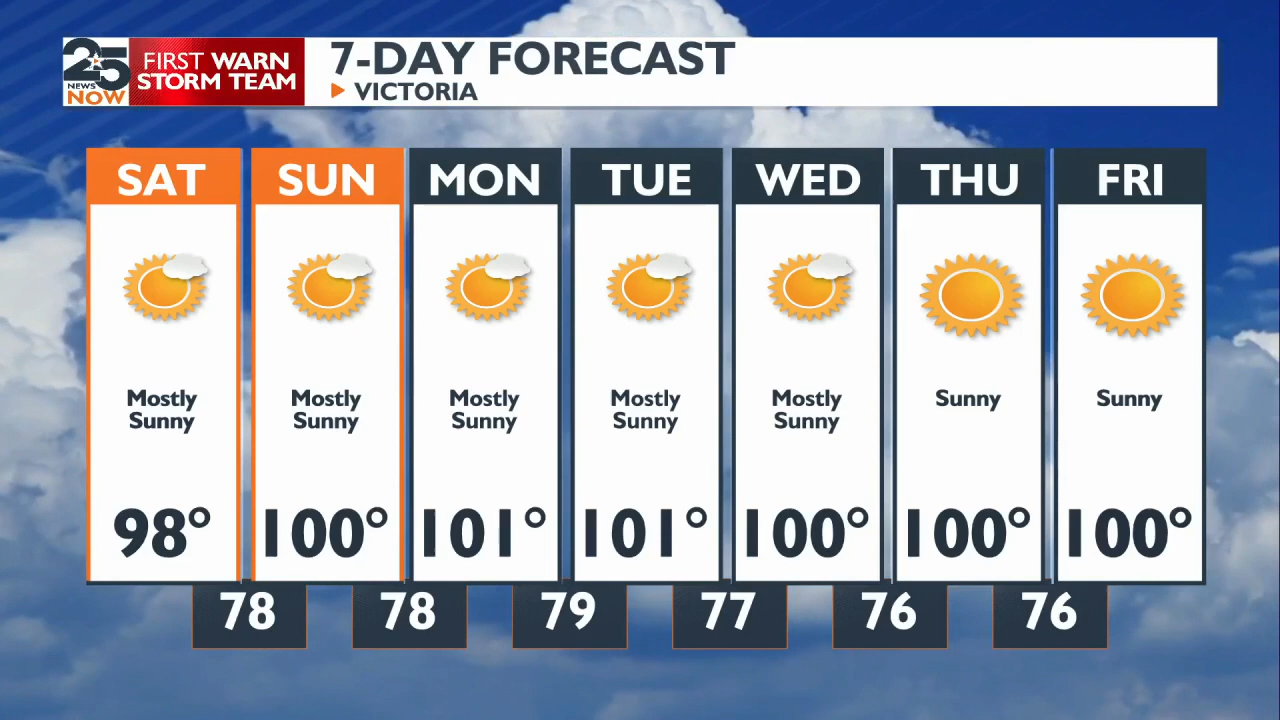 25
NEWS
NOW
FIRST WARN
STORM TEAM
7-DAY FORECAST
VICTORIA
SAT SUN MON TUE WED THU FRI
Mostly Sunny Mostly Sunny Mostly Sunny Mostly Sunny Mostly Sunny Sunny Sunny
98° 100° 101° 101° 100° 100° 100°
78 78 79 77 76 76